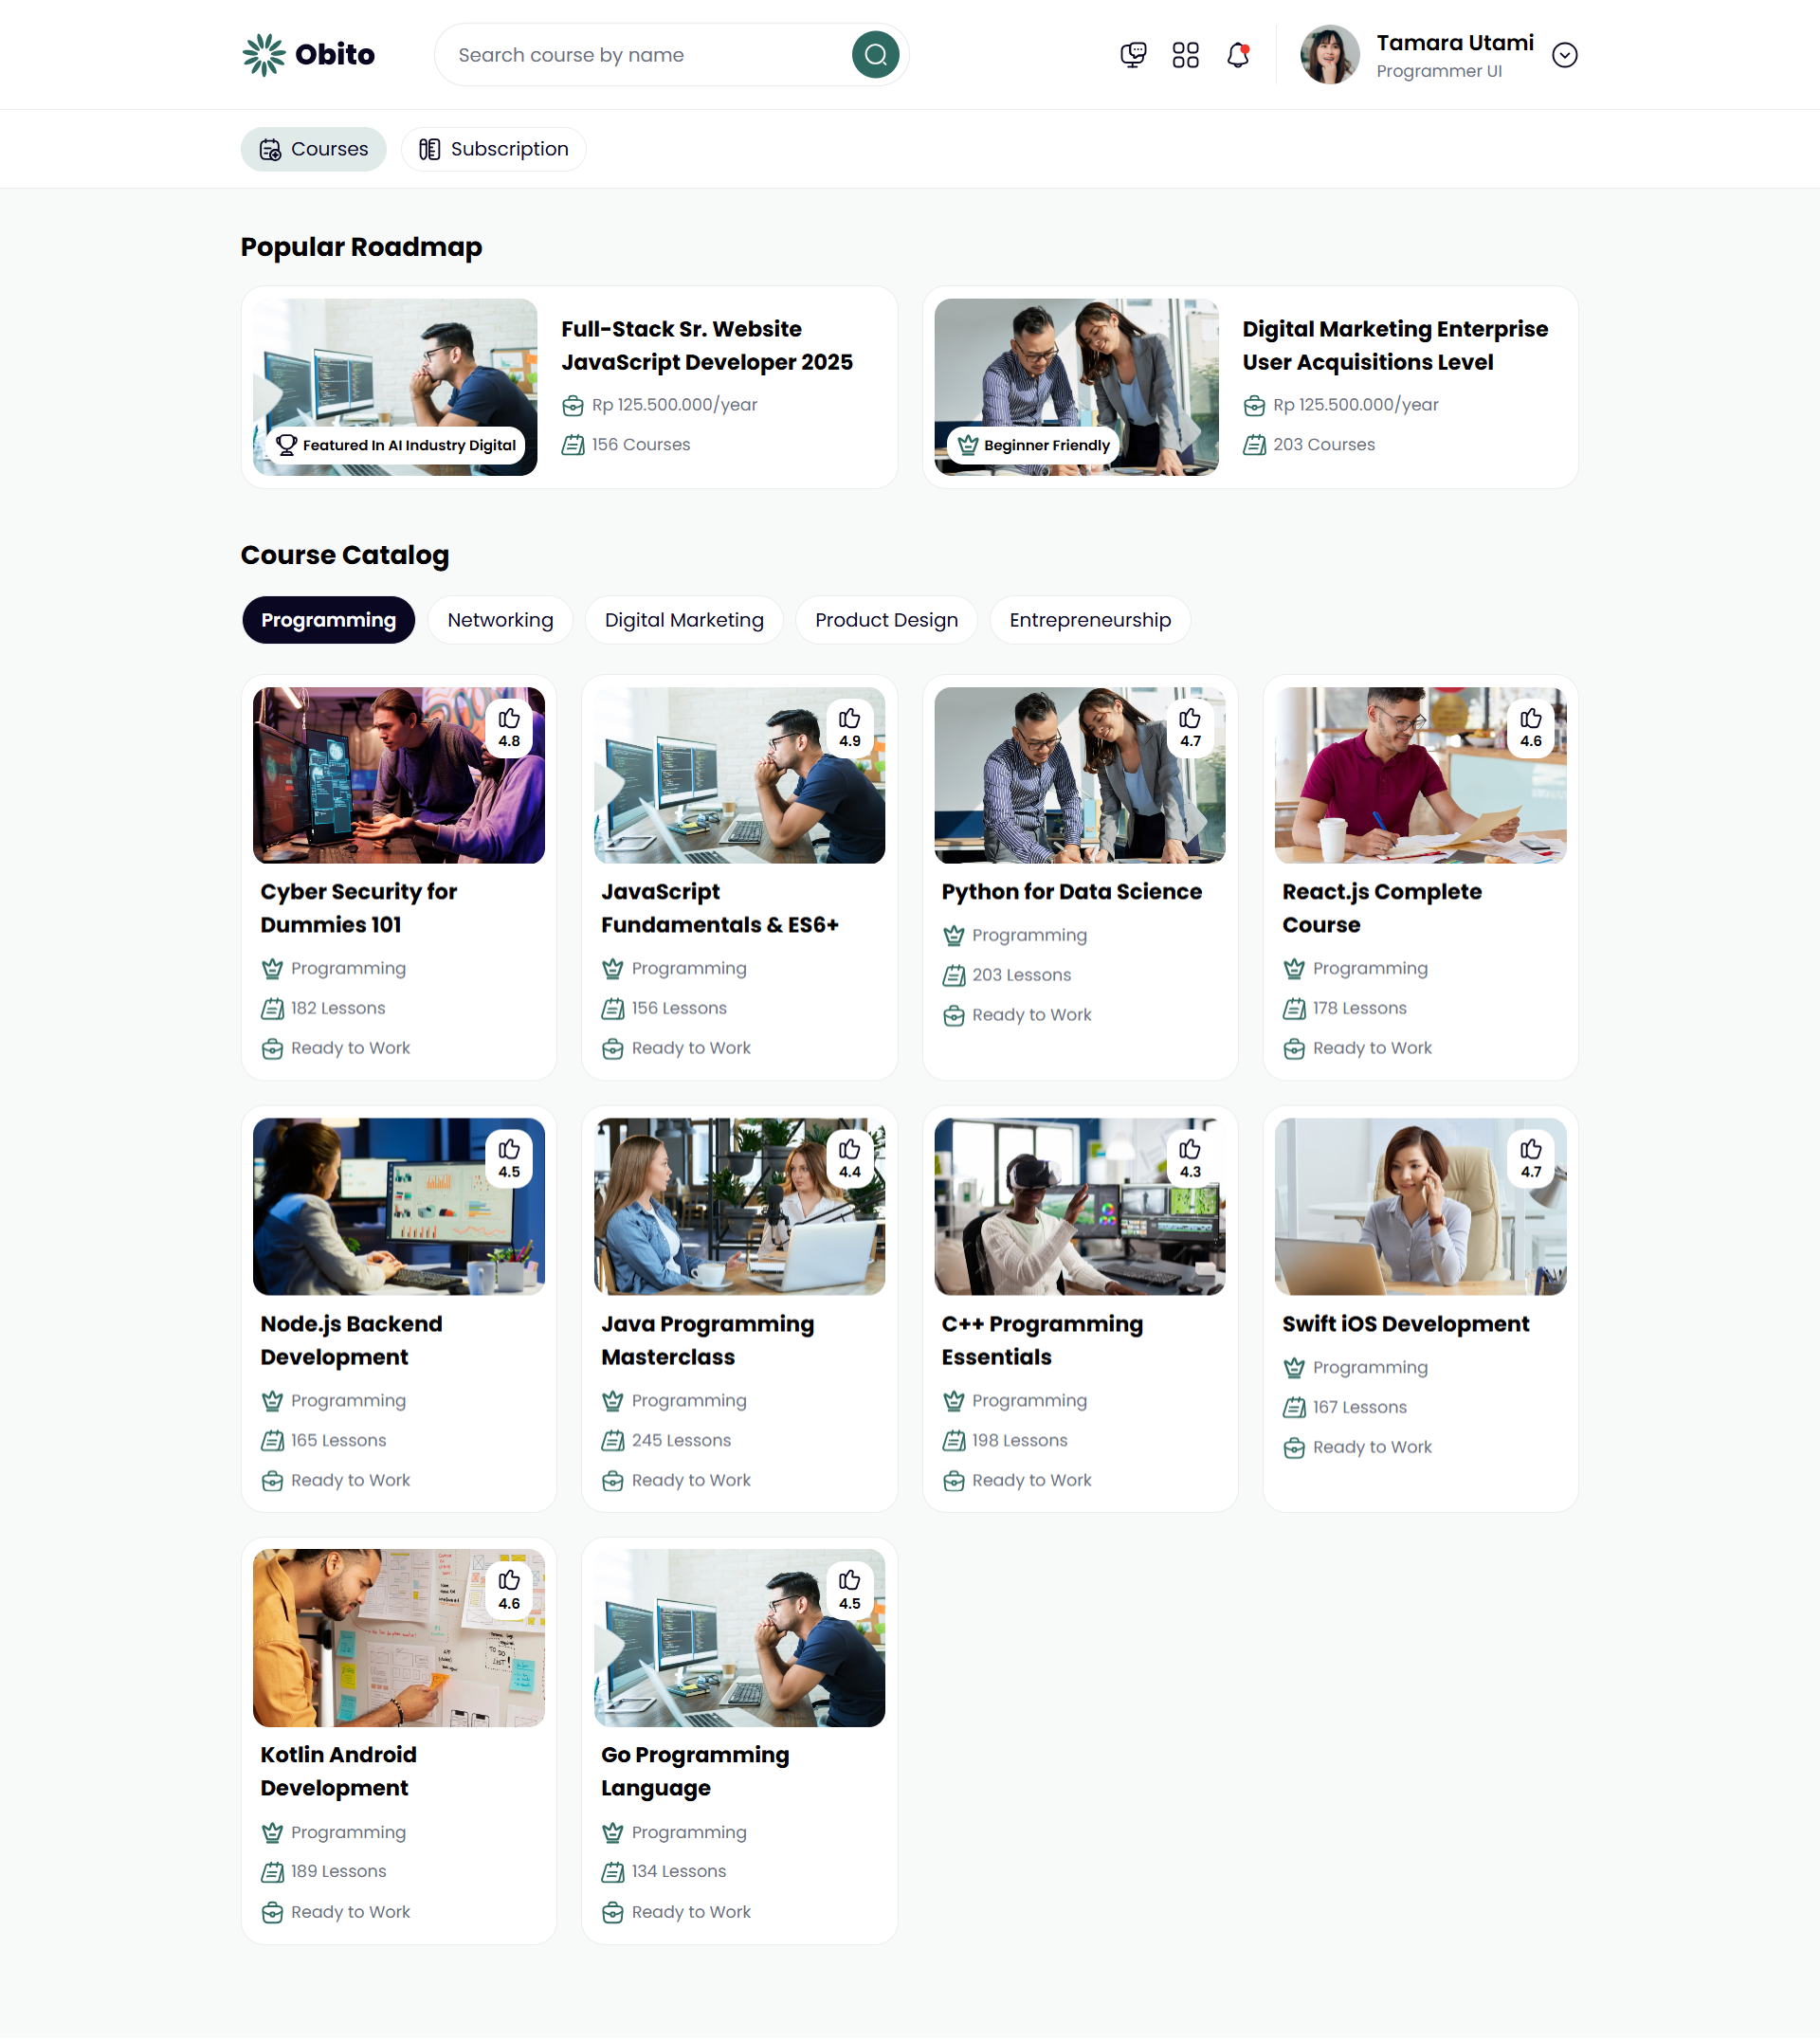 Obito
Search course by name
Tamara Utami
Programmer UI
Courses
Subscription
Popular Roadmap
Full-Stack Sr. Website
JavaScript Developer 2025
Rp 125.500.000/year
156 Courses
Featured In AI Industry Digital
Digital Marketing Enterprise
User Acquisitions Level
Rp 125.500.000/year
203 Courses
Beginner Friendly
Course Catalog
Programming
Networking
Digital Marketing
Product Design
Entrepreneurship
4.8
Cyber Security for
Dummies 101
Programming
182 Lessons
Ready to Work
4.9
JavaScript
Fundamentals & ES6+
Programming
156 Lessons
Ready to Work
4.7
Python for Data Science
Programming
203 Lessons
Ready to Work
4.6
React.js Complete
Course
Programming
178 Lessons
Ready to Work
4.5
Node.js Backend
Development
Programming
165 Lessons
Ready to Work
4.4
Java Programming
Masterclass
Programming
245 Lessons
Ready to Work
4.3
C++ Programming
Essentials
Programming
198 Lessons
Ready to Work
4.7
Swift iOS Development
Programming
167 Lessons
Ready to Work
4.6
TO DO
LIST!
Kotlin Android
Development
Programming
189 Lessons
Ready to Work
4.5
Go Programming
Language
Programming
134 Lessons
Ready to Work